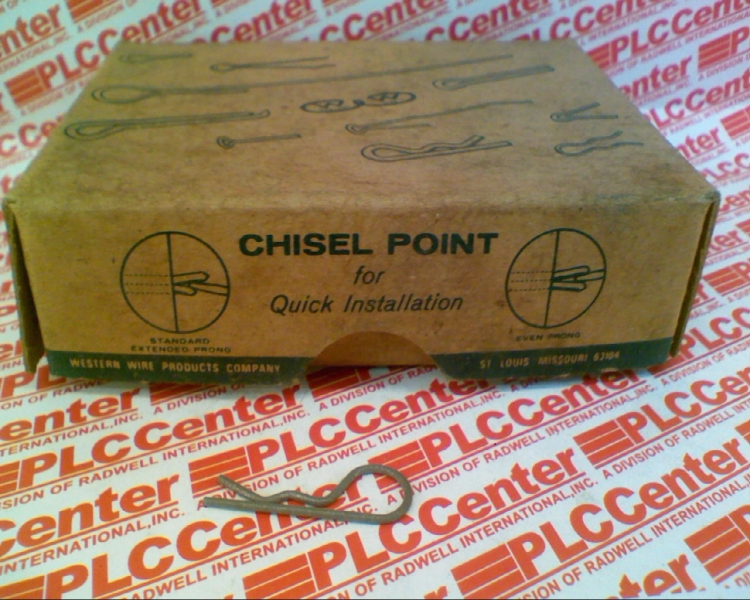 CHISEL POINT
for
Quick Installation
STANDARD
EXTENDED PRONG
EVEN PRONG
WESTERN WIRE PRODUCTS COMPANY
ST LOUIS MISSOURI 63104
PLCCenter
A DIVISION OF RADWELL INTERNATIONAL, INC.